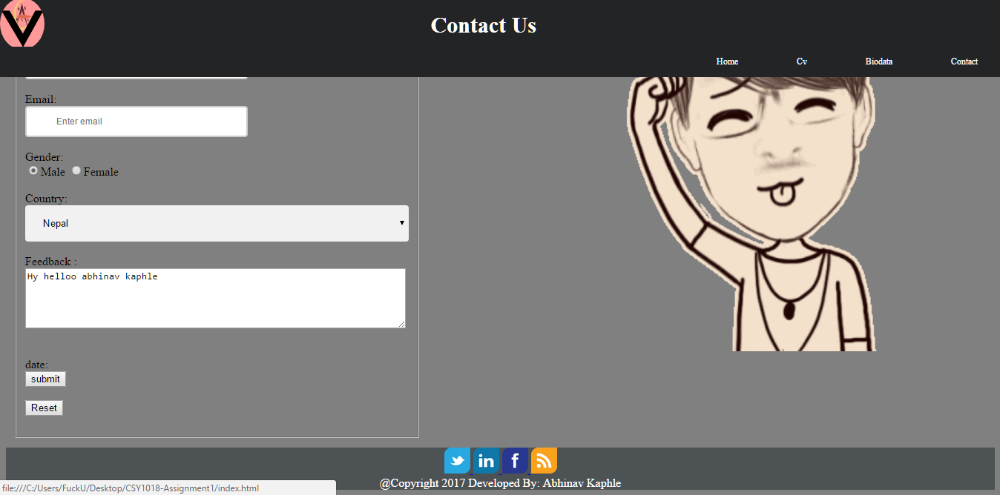 Contact Us
Home Cv Biodata Contact
Email:
Enter email
Gender:
Male Female
Country:
Nepal
Feedback :
Hy helloo abhinav kaphle
date:
submit
Reset
in f
@Copyright 2017 Developed By: Abhinav Kaphle
file:///C:/Users/FuckU/Desktop/CSY1018-Assignment1/index.html